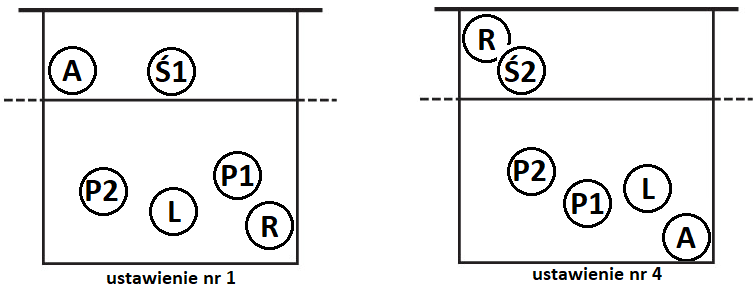 R
A Ś1 Ś2
P2 P1 P2 L
L R P1 A
ustawienie nr 1 ustawienie nr 4